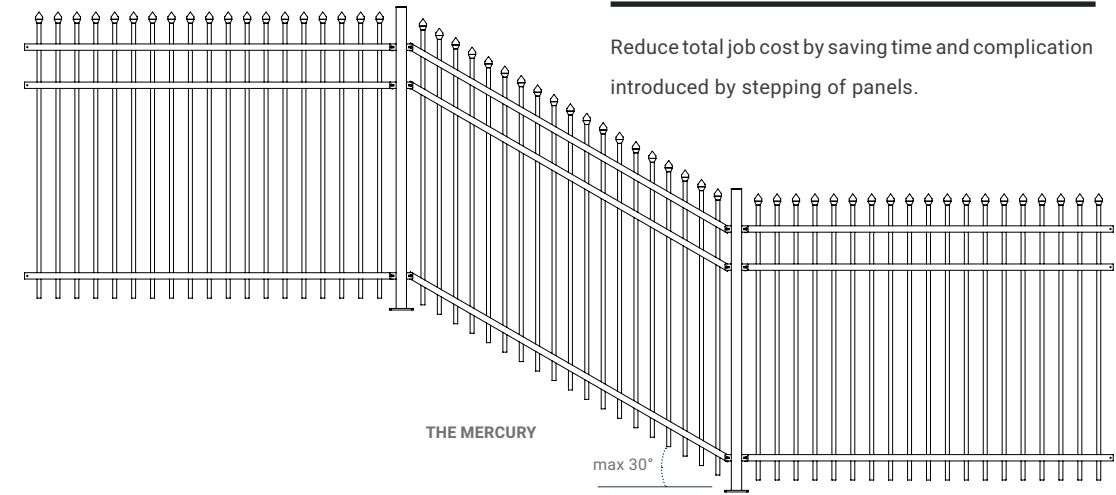 Reduce total job cost by saving time and complication
introduced by stepping of panels.
THE MERCURY
max 30°